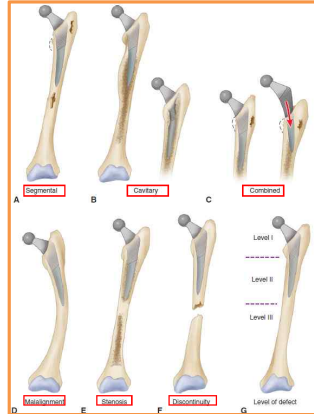 Segmental
A
Cavitary
B
Combined
C
Level I
Level II
Level III
Malalignment
D
Stenosis
E
Discontinuity
F
Level of defect
G